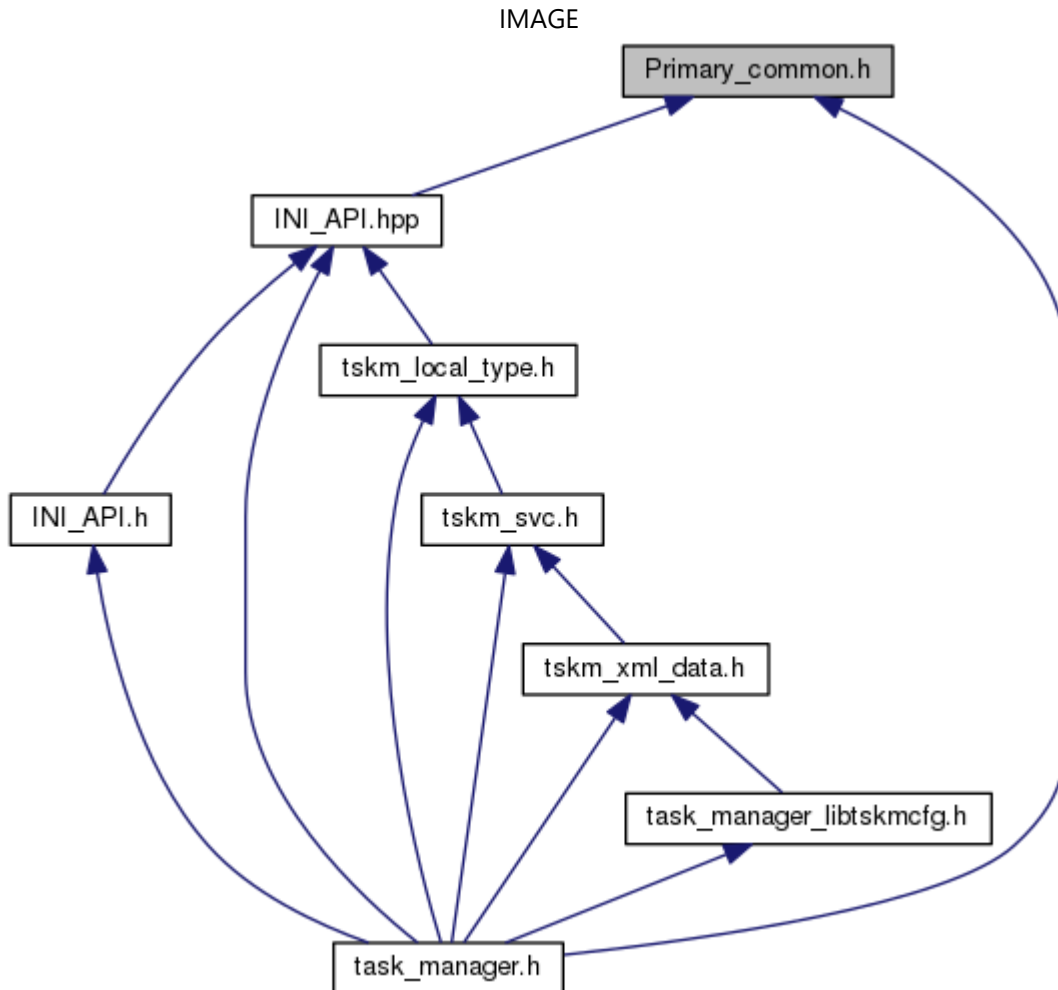 IMAGE
Primary_common.h
INI_API.hpp
tskm_local_type.h
INI_API.h
tskm_svc.h
tskm_xml_data.h
task_manager_libtskmcfg.h
task_manager.h